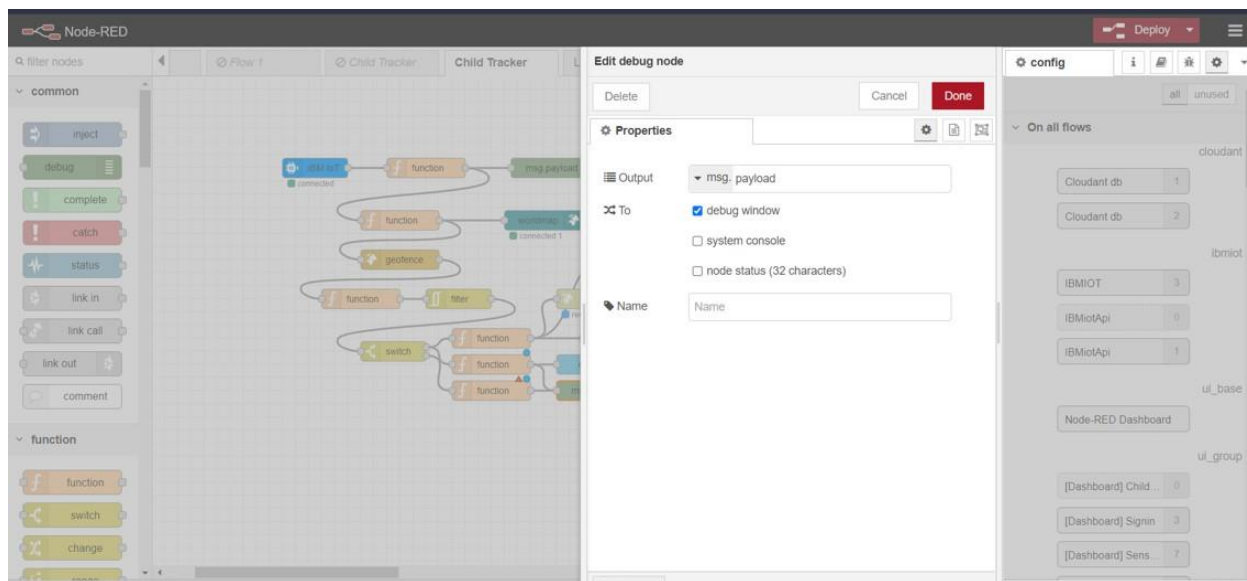 Node-RED
Deploy
filter nodes
Flow 1
Child Tracker
Child Tracker
L
common
inject
debug
complete
catch
status
link in
link call
link out
comment
function
function
switch
change
IBM IoT
connected
function
msg.payload
function
worldmap
connected 1
geofence
function
filter
switch
function
function
function
Edit debug node
Delete
Cancel
Done
Properties
Output
msg. payload
To
debug window
system console
node status (32 characters)
Name
Name
config
i
all unused
On all flows
cloudant
Cloudant db 1
Cloudant db 2
ibmiot
IBMIOT 3
IBMiotApi 0
IBMiotApi 1
ui_base
Node-RED Dashboard
ui_group
[Dashboard] Child... 0
[Dashboard] Signin 3
[Dashboard] Sens... 7